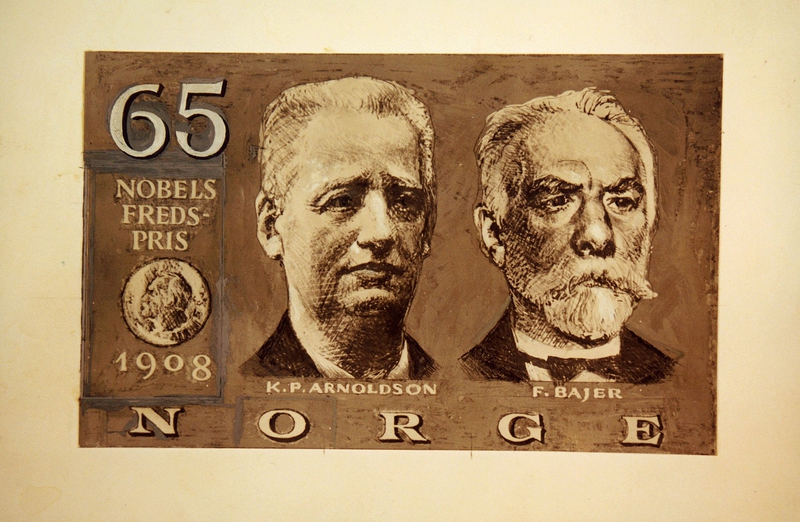 65
NOBELS
FREDS-
PRIS
1908
K.P. ARNOLDSON
F. BAJER
NORGE